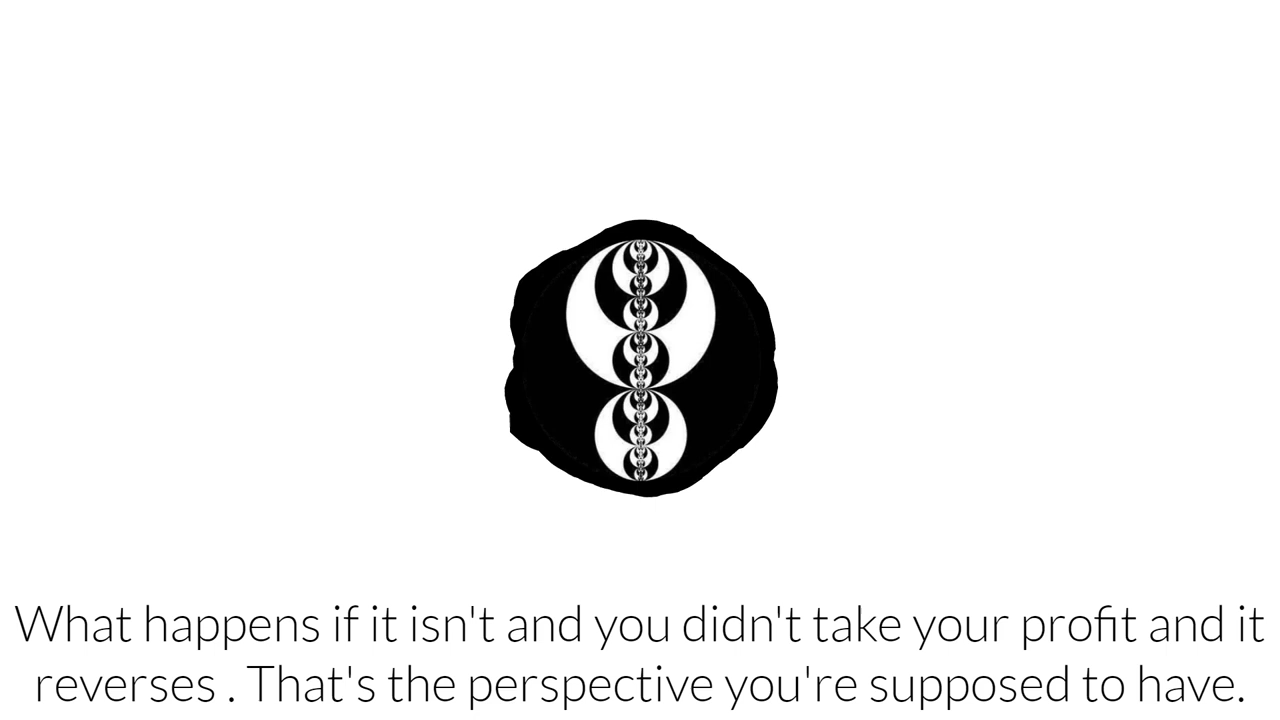 What happens if it isn't and you didn't take your profit and it
reverses . That's the perspective you're supposed to have.